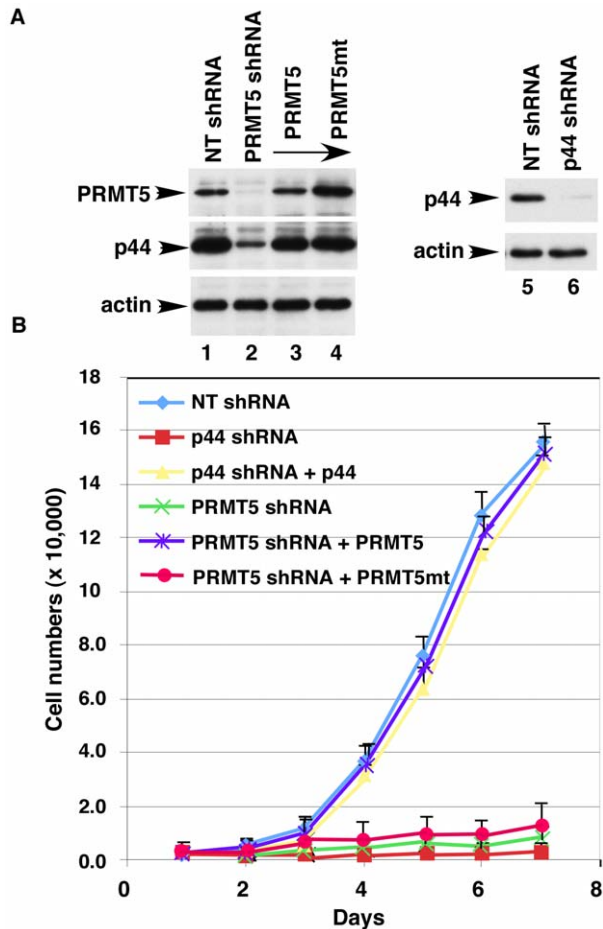 A
NT shRNA
PRMT5 shRNA
PRMT5
PRMT5mt
PRMT5
p44
actin
1 2 3 4
NT shRNA
p44 shRNA
p44
actin
5 6
B
18
16
14
12
10
8.0
6.0
4.0
2.0
0.0
Cell numbers (x 10,000)
NT shRNA
p44 shRNA
p44 shRNA + p44
PRMT5 shRNA
PRMT5 shRNA + PRMT5
PRMT5 shRNA + PRMT5mt
0 2 4 6 8
Days